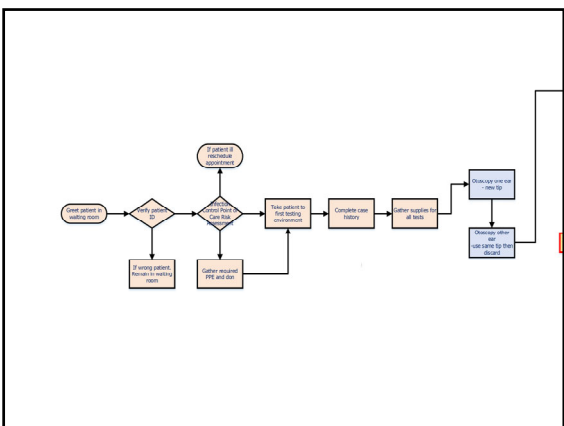 If patient ill
reschedule
appointment
Greet patient in
waiting room
Verify patient
ID
Infection
Control Point of
Care Risk
Assessment
Take patient to
first testing
environment
Complete case
history
Gather supplies for
all tests
Otoscopy one ear
- new tip
If wrong patient.
Remain in waiting
room
Gather required
PPE and don
Otoscopy other
ear
-use same tip then
discard